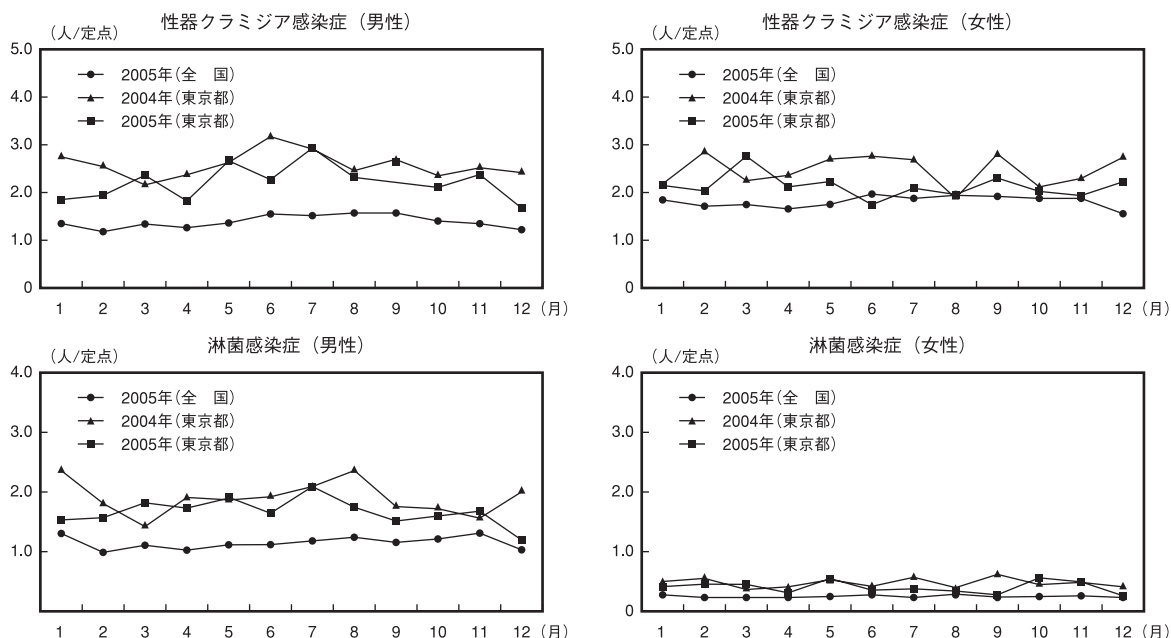 性器クラミジア感染症（男性）
（人/定点）
5.0
4.0
3.0
2.0
1.0
0
2005年（全　国）
2004年（東京都）
2005年（東京都）
1 2 3 4 5 6 7 8 9 10 11 12 （月）
性器クラミジア感染症（女性）
（人/定点）
5.0
4.0
3.0
2.0
1.0
0
2005年（全　国）
2004年（東京都）
2005年（東京都）
1 2 3 4 5 6 7 8 9 10 11 12 （月）
淋菌感染症（男性）
（人/定点）
4.0
3.0
2.0
1.0
2005年（全　国）
2004年（東京都）
2005年（東京都）
1 2 3 4 5 6 7 8 9 10 11 12 （月）
淋菌感染症（女性）
（人/定点）
4.0
3.0
2.0
1.0
0
2005年（全　国）
2004年（東京都）
2005年（東京都）
1 2 3 4 5 6 7 8 9 10 11 12 （月）